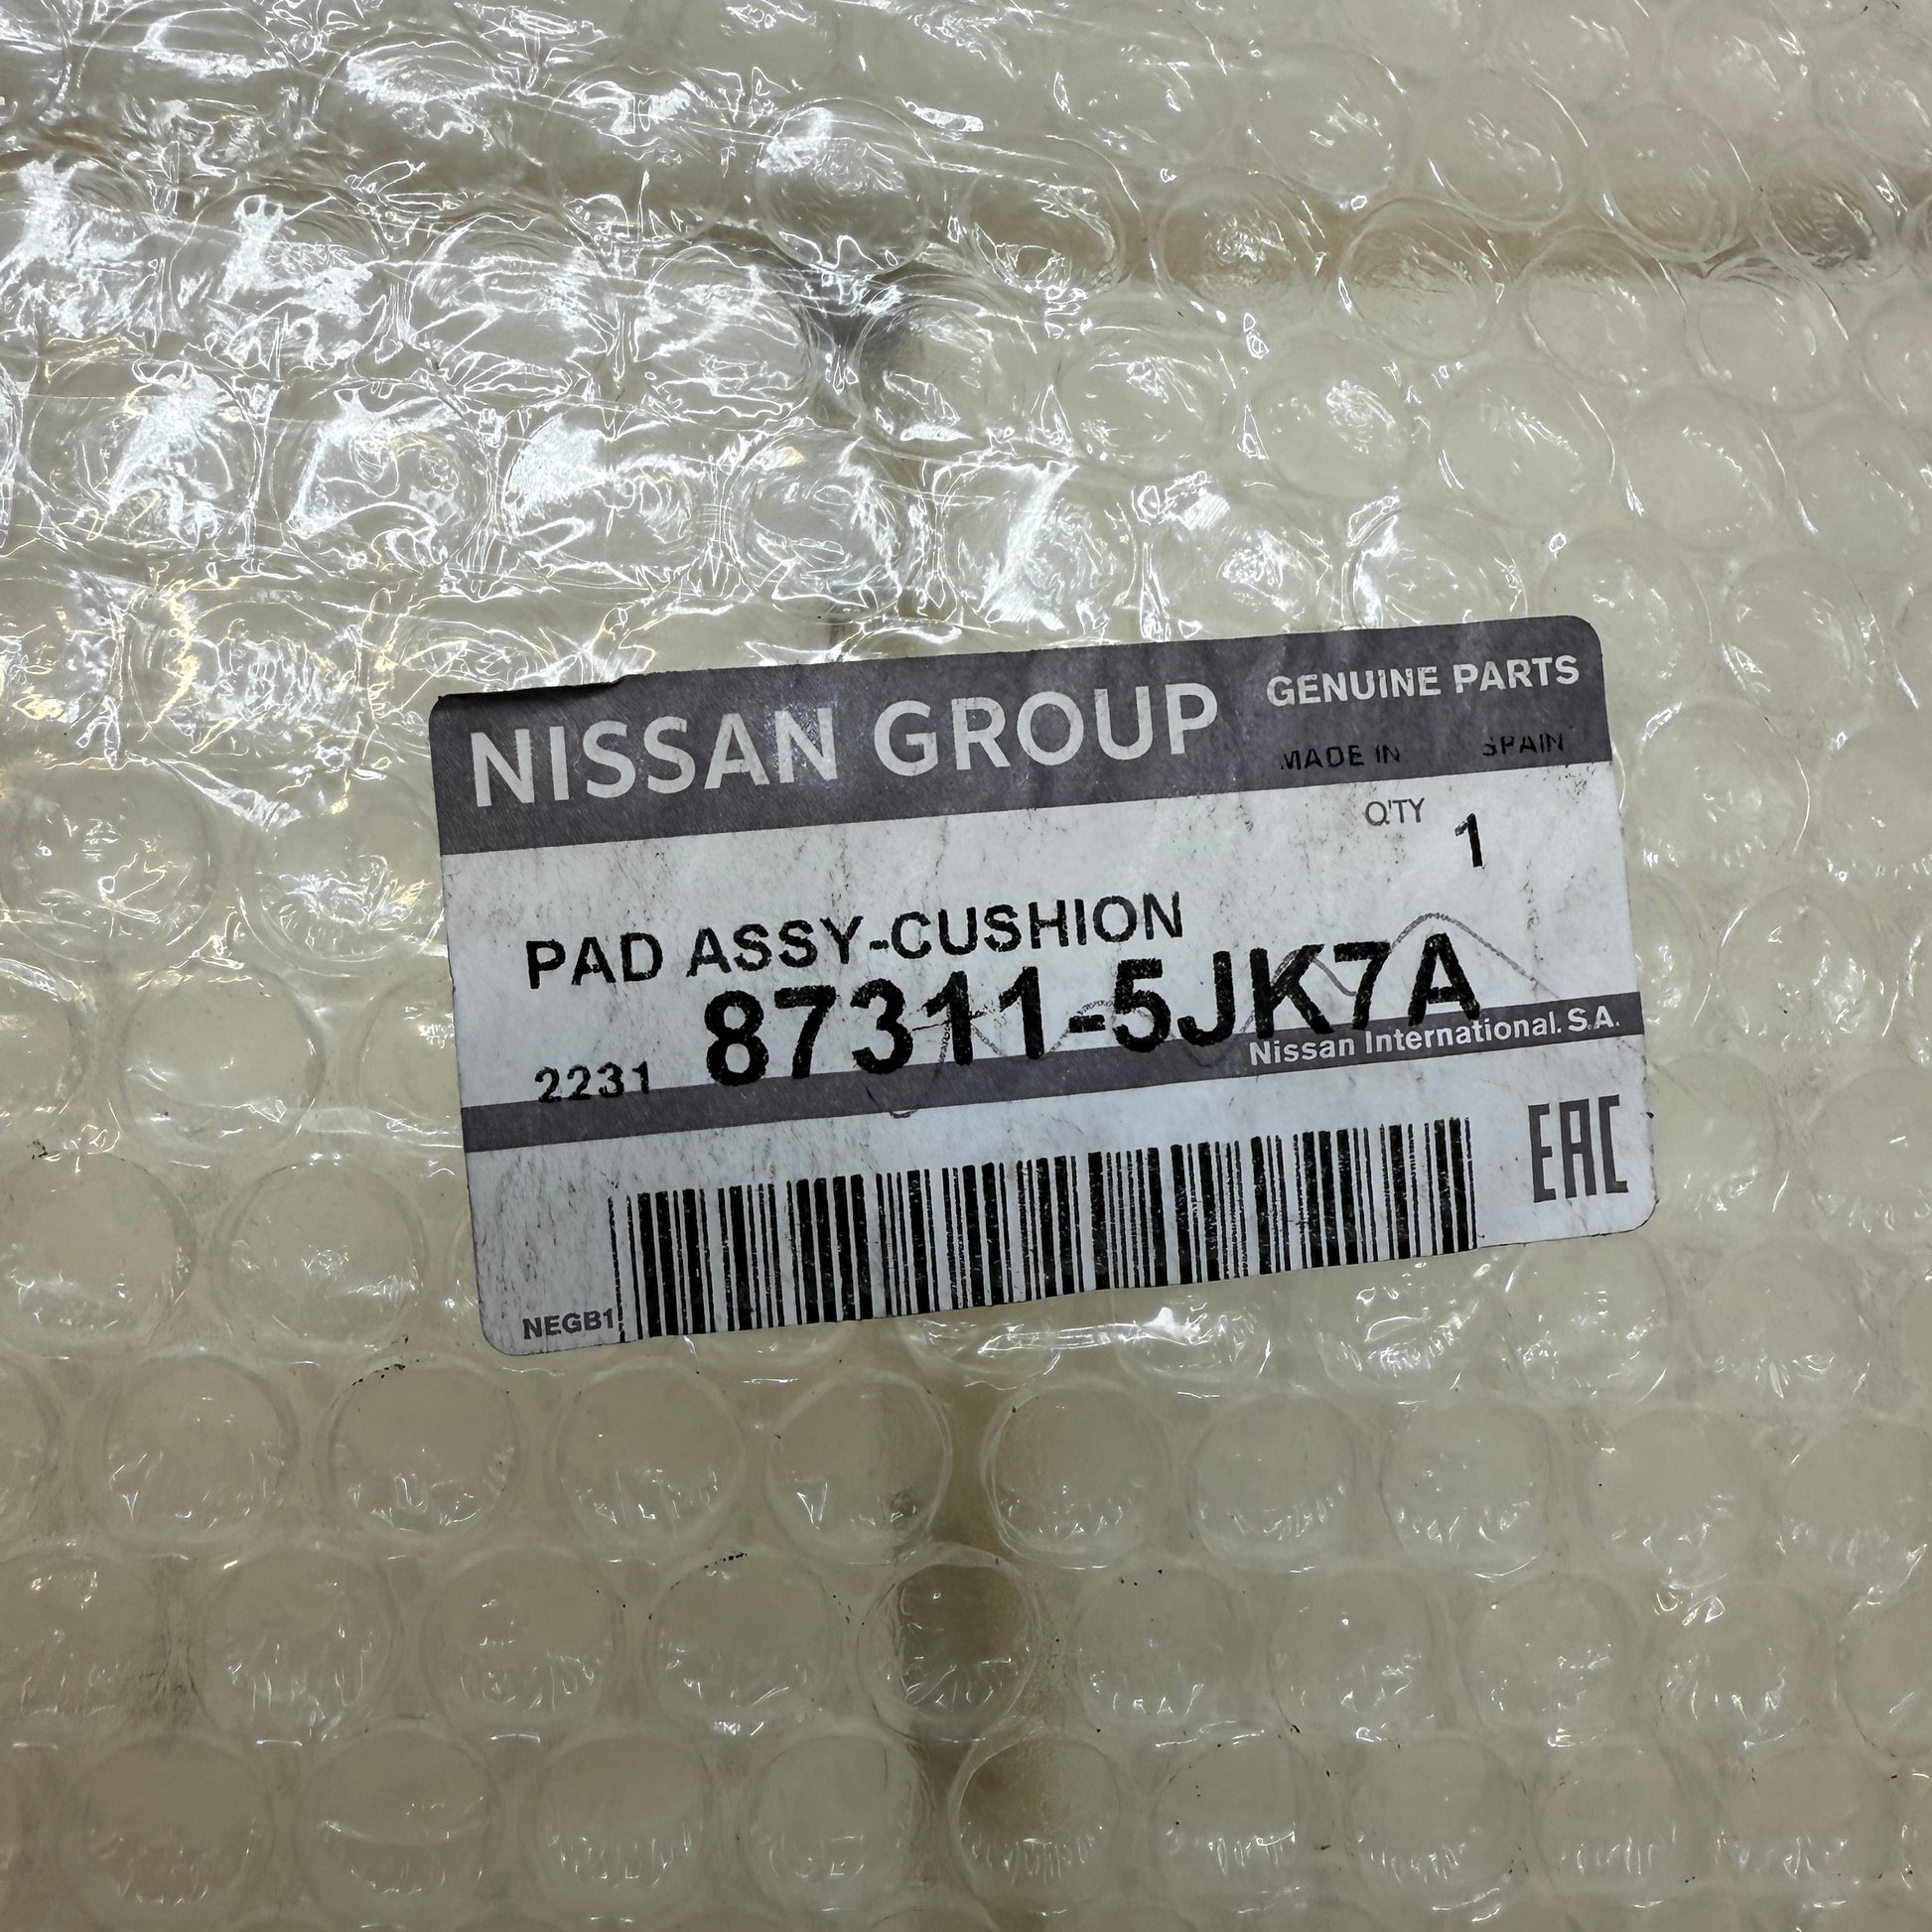 NISSAN GROUP
GENUINE PARTS
MADE IN SPAIN
Q'TY 1
PAD ASSY-CUSHION
2231 87311-5JK7A
Nissan International. S.A.
EAC
NEGB1